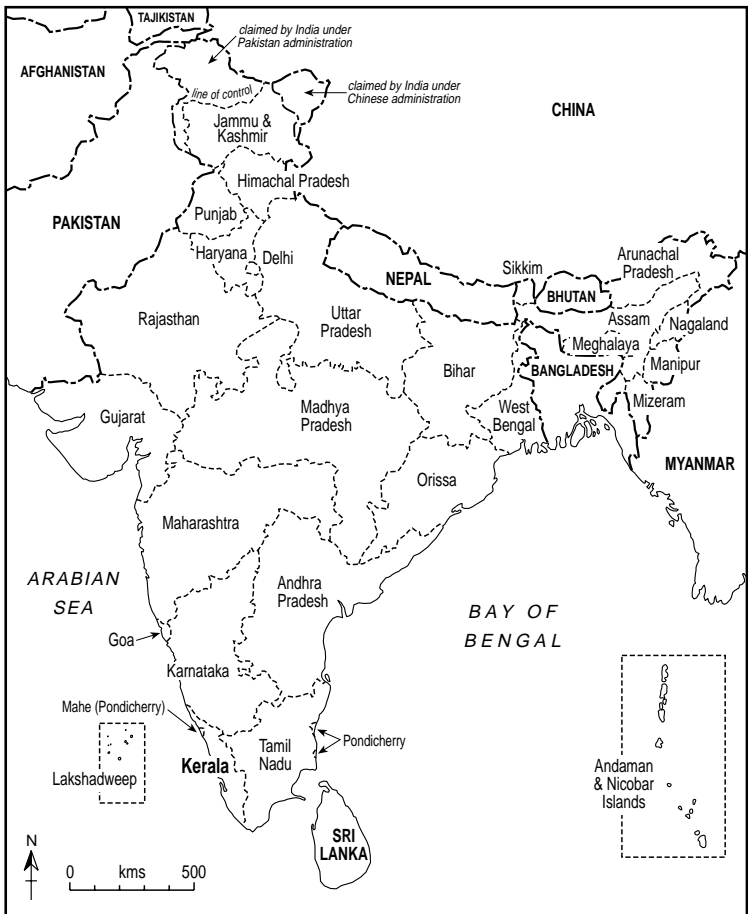 TAJIKISTAN
claimed by India under
Pakistan administration
AFGHANISTAN
claimed by India under
Chinese administration
line of control
CHINA
Jammu &
Kashmir
Himachal Pradesh
PAKISTAN
Punjab
Haryana
Delhi
NEPAL
Sikkim
Arunachal
Pradesh
BHUTAN
Rajasthan
Uttar
Pradesh
Assam
Nagaland
Meghalaya
Bihar
BANGLADESH
Manipur
Gujarat
Madhya
Pradesh
West
Bengal
Mizeram
Orissa
MYANMAR
Maharashtra
ARABIAN
SEA
Andhra
Pradesh
BAY OF
BENGAL
Goa
Karnataka
Mahe (Pondicherry)
Tamil
Nadu
Pondicherry
Kerala
Lakshadweep
Andaman
& Nicobar
Islands
SRI
LANKA
N
0 kms 500